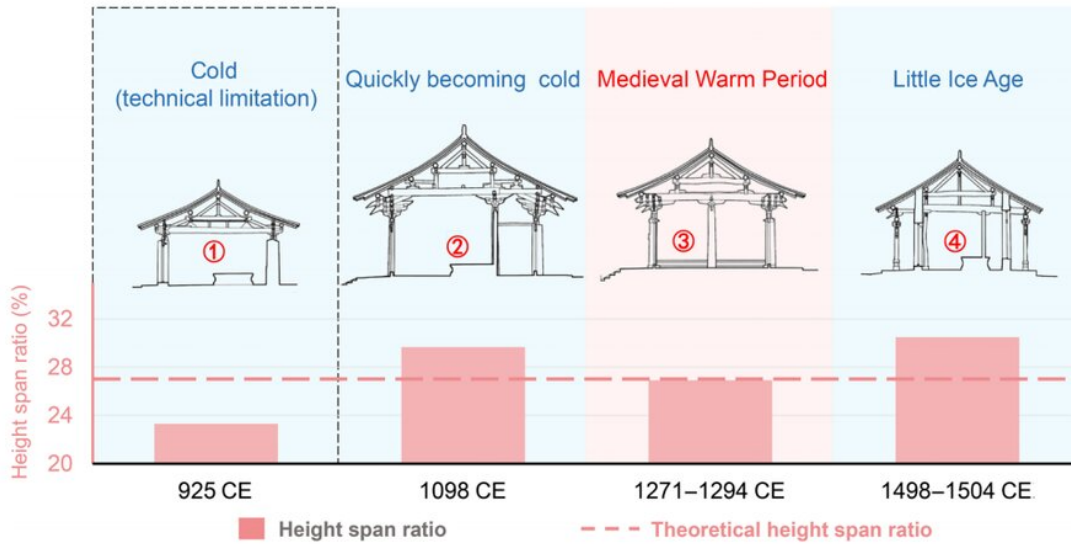 Cold
(technical limitation)
Quickly becoming cold
Medieval Warm Period
Little Ice Age
①
②
③
④
Height span ratio (%)
32
28
24
20
925 CE
1098 CE
1271–1294 CE
1498–1504 CE.
Height span ratio
Theoretical height span ratio